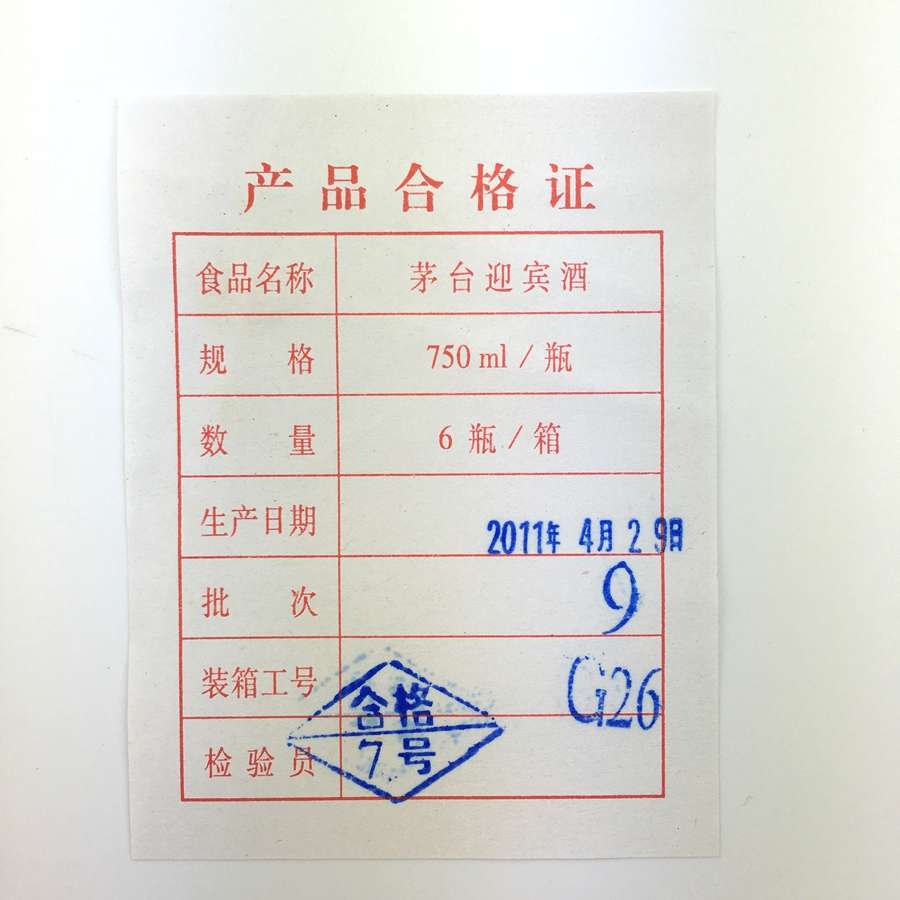 产品合格证
食品名称 茅台迎宾酒
规格 750 ml / 瓶
数量 6 瓶 / 箱
生产日期 2011年 4月 29日
批次 9
装箱工号 G26
检验员 合格
7号